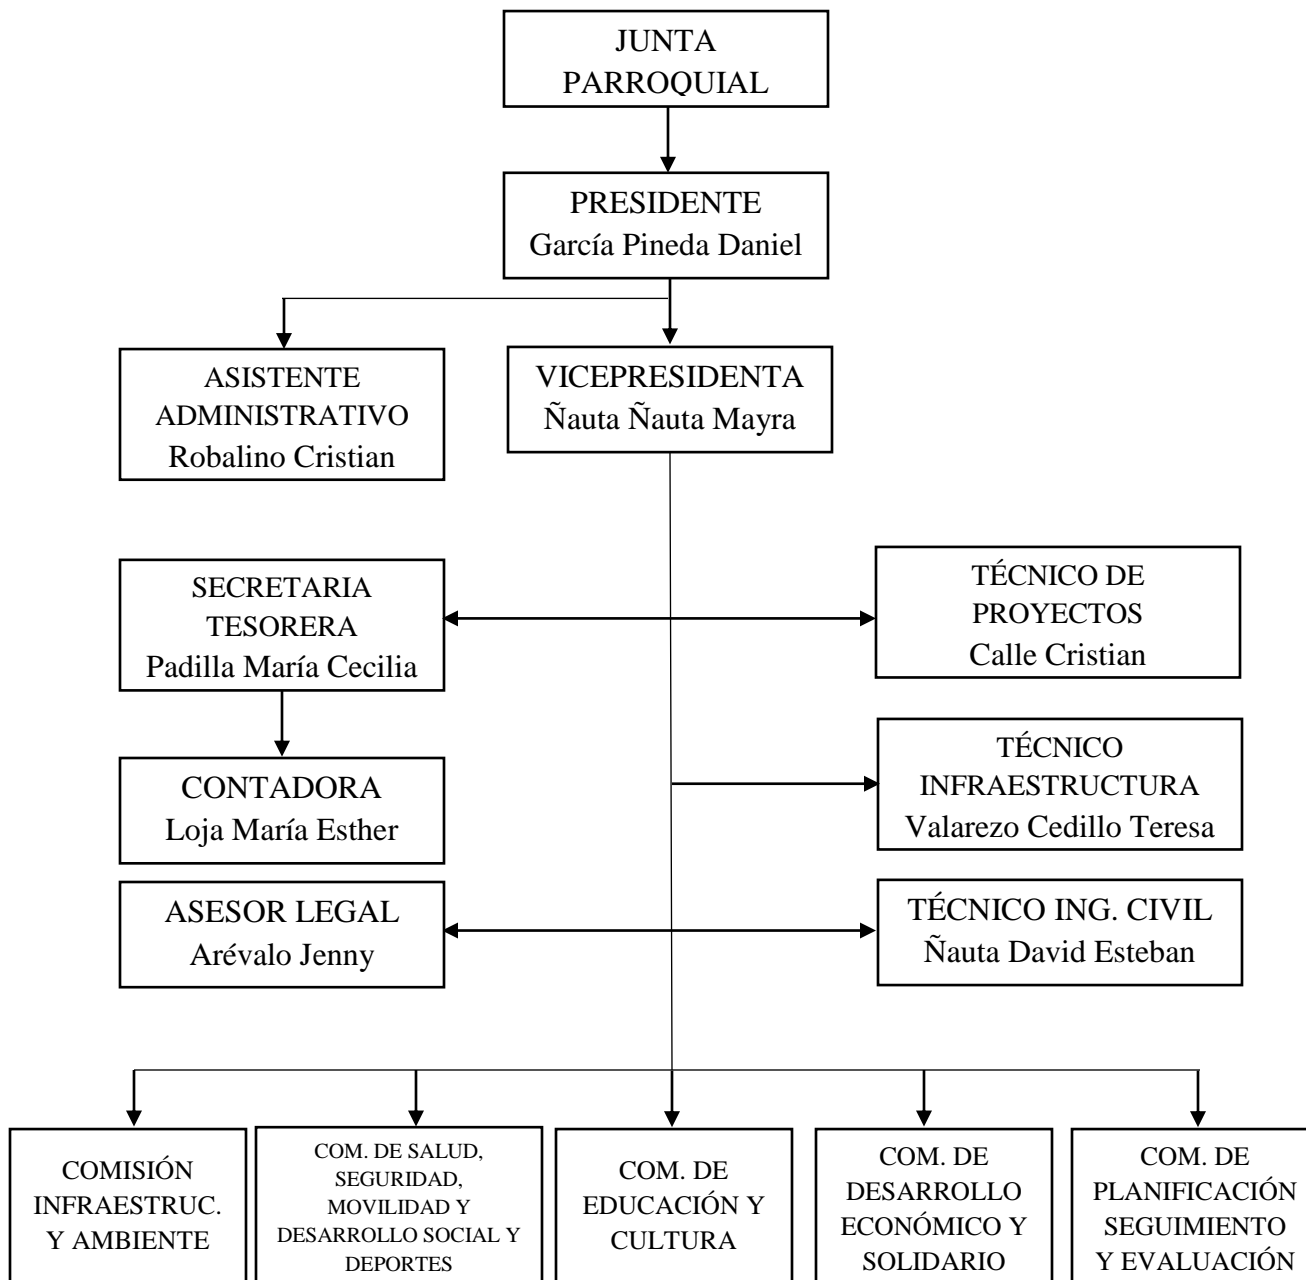 JUNTA
PARROQUIAL
PRESIDENTE
García Pineda Daniel
ASISTENTE
ADMINISTRATIVO
Robalino Cristian
VICEPRESIDENTA
Ñauta Ñauta Mayra
SECRETARIA
TESORERA
Padilla María Cecilia
TÉCNICO DE
PROYECTOS
Calle Cristian
CONTADORA
Loja María Esther
TÉCNICO
INFRAESTRUCTURA
Valarezo Cedillo Teresa
ASESOR LEGAL
Arévalo Jenny
TÉCNICO ING. CIVIL
Ñauta David Esteban
COMISIÓN
INFRAESTRUC.
Y AMBIENTE
COM. DE SALUD,
SEGURIDAD,
MOVILIDAD Y
DESARROLLO SOCIAL Y
DEPORTES
COM. DE
EDUCACIÓN Y
CULTURA
COM. DE
DESARROLLO
ECONÓMICO Y
SOLIDARIO
COM. DE
PLANIFICACIÓN
SEGUIMIENTO
Y EVALUACIÓN